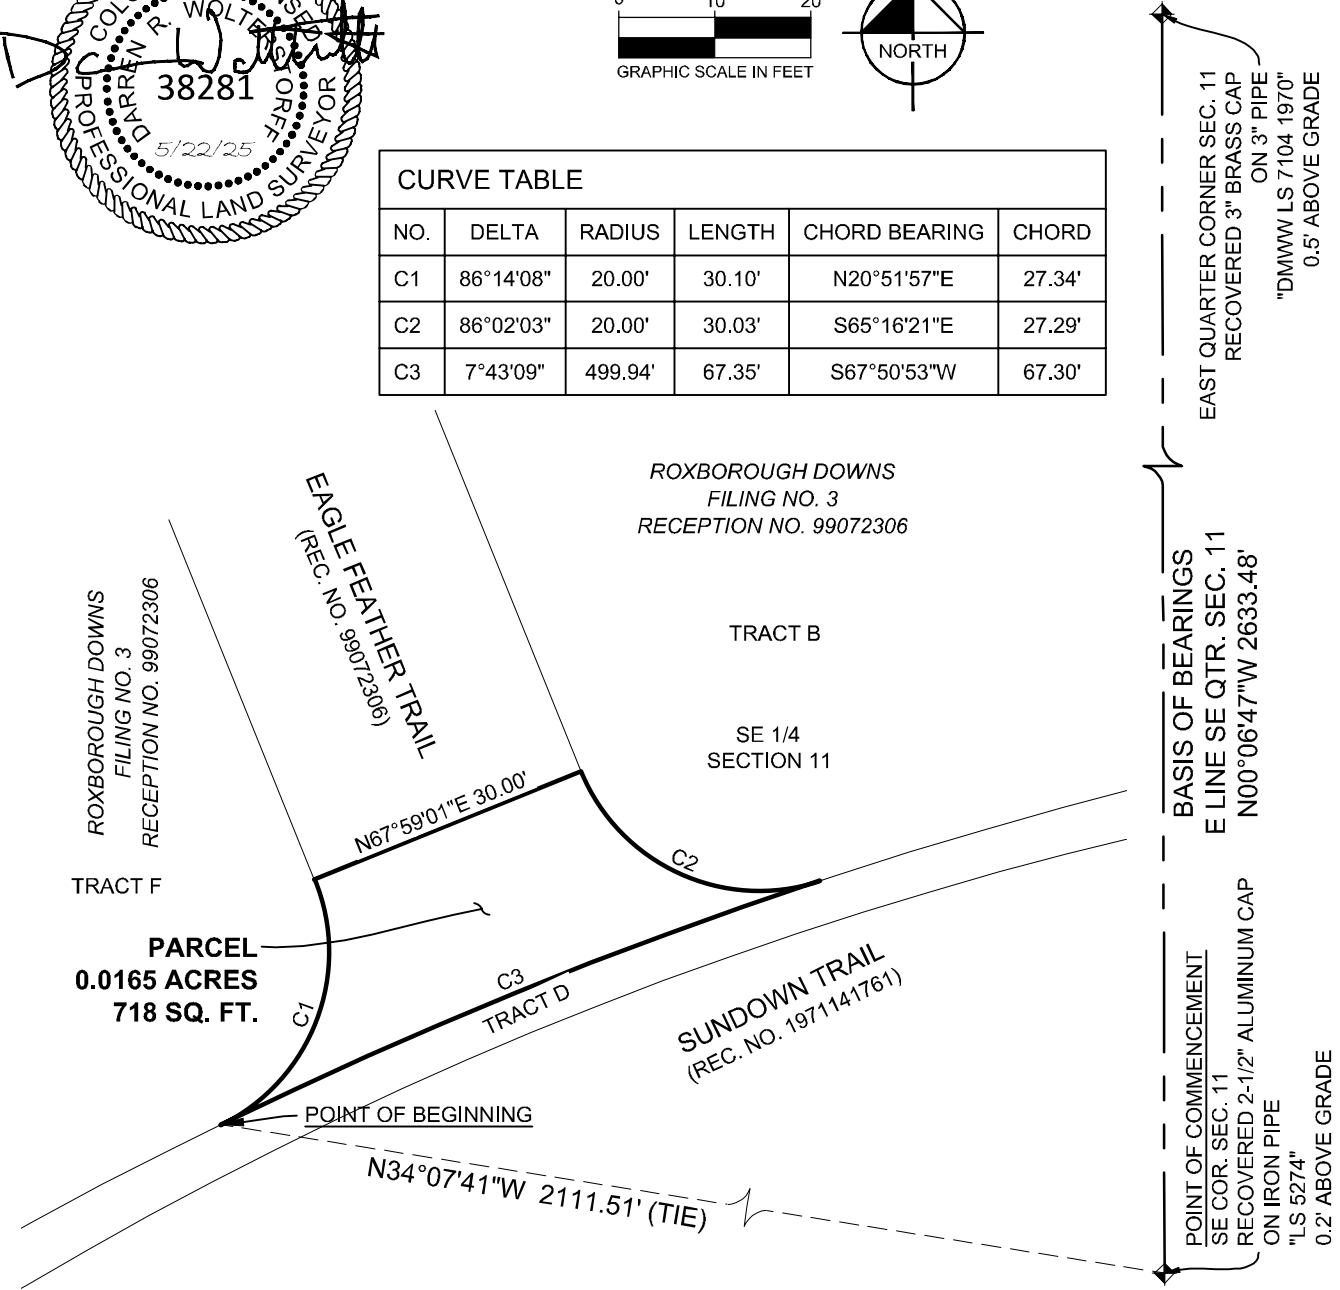 DARREN R. WOLTERSTORFF
38281
5/22/25
PROFESSIONAL LAND SURVEYOR
0 10 20
GRAPHIC SCALE IN FEET
NORTH
CURVE TABLE
NO. DELTA RADIUS LENGTH CHORD BEARING CHORD
C1 86°14'08" 20.00' 30.10' N20°51'57"E 27.34'
C2 86°02'03" 20.00' 30.03' S65°16'21"E 27.29'
C3 7°43'09" 499.94' 67.35' S67°50'53"W 67.30'
EAST QUARTER CORNER SEC. 11
RECOVERED 3" BRASS CAP
ON 3" PIPE
"DMWW LS 7104 1970"
0.5' ABOVE GRADE
ROXBOROUGH DOWNS
FILING NO. 3
RECEPTION NO. 99072306
EAGLE FEATHER TRAIL
(REC. NO. 99072306)
ROXBOROUGH DOWNS
FILING NO. 3
RECEPTION NO. 99072306
TRACT B
SE 1/4
SECTION 11
BASIS OF BEARINGS
E LINE SE QTR. SEC. 11
N00°06'47"W 2633.48'
N67°59'01"E 30.00'
C2
TRACT F
PARCEL
0.0165 ACRES
718 SQ. FT.
C1
C3
TRACT D
SUNDOWN TRAIL
(REC. NO. 1971141761)
POINT OF BEGINNING
N34°07'41"W 2111.51' (TIE)
POINT OF COMMENCEMENT
SE COR. SEC. 11
RECOVERED 2-1/2" ALUMINUM CAP
ON IRON PIPE
"LS 5274"
0.2' ABOVE GRADE